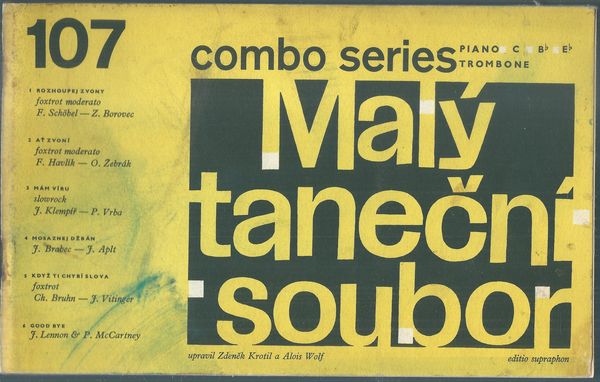 107
combo series
PIANO C B♭ E♭
TROMBONE
1 ROZHOUPEJ ZVONY
foxtrot moderato
F. Schöbel — Z. Borovec
2 AŤ ZVONÍ
foxtrot moderato
F. Havlík — O. Žebrák
3 MÁM VÍRU
slowrock
J. Klempíř — P. Vrba
4 MOSAZNEJ DŽBÁN
J. Brabec — J. Aplt
5 KDYŽ TI CHYBÍ SLOVA
foxtrot
Ch. Bruhn — J. Vitinger
6 GOOD BYE
J. Lennon & P. McCartney
Malý
taneční
soubor
upravil Zdeněk Krotil a Alois Wolf
editio supraphon